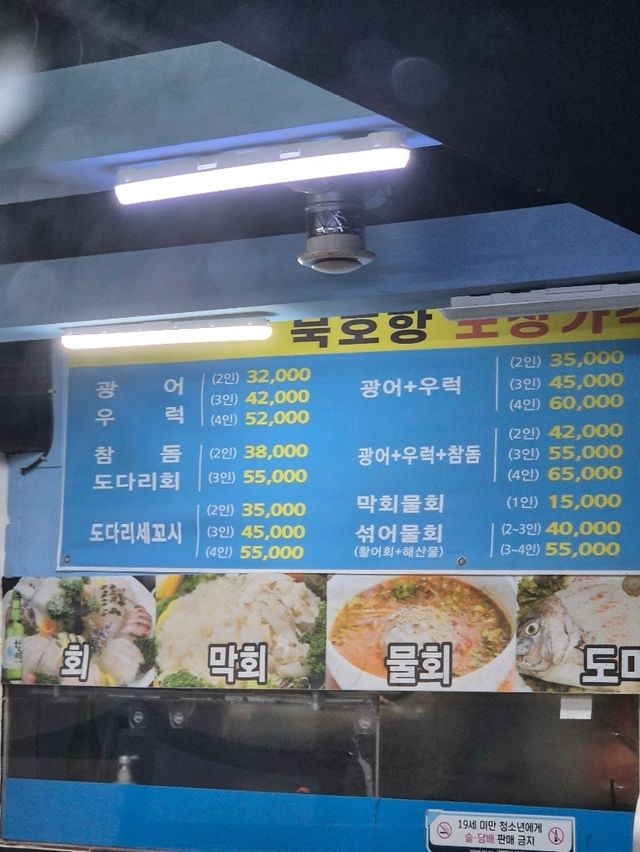 북호항 포장가격
광 어
우 럭
(2인) 32,000
(3인) 42,000
(4인) 52,000
참 돔
도다리회
(2인) 38,000
(3인) 55,000
도다리세꼬시
(2인) 35,000
(3인) 45,000
(4인) 55,000
광어+우럭
(2인) 35,000
(3인) 45,000
(4인) 60,000
광어+우럭+참돔
(2인) 42,000
(3인) 55,000
(4인) 65,000
막회물회 (1인) 15,000
섞어물회
(활어회+해산물)
(2~3인) 40,000
(3~4인) 55,000
회
막회
물회
도미
19세 미만 청소년에게
술·담배 판매 금지